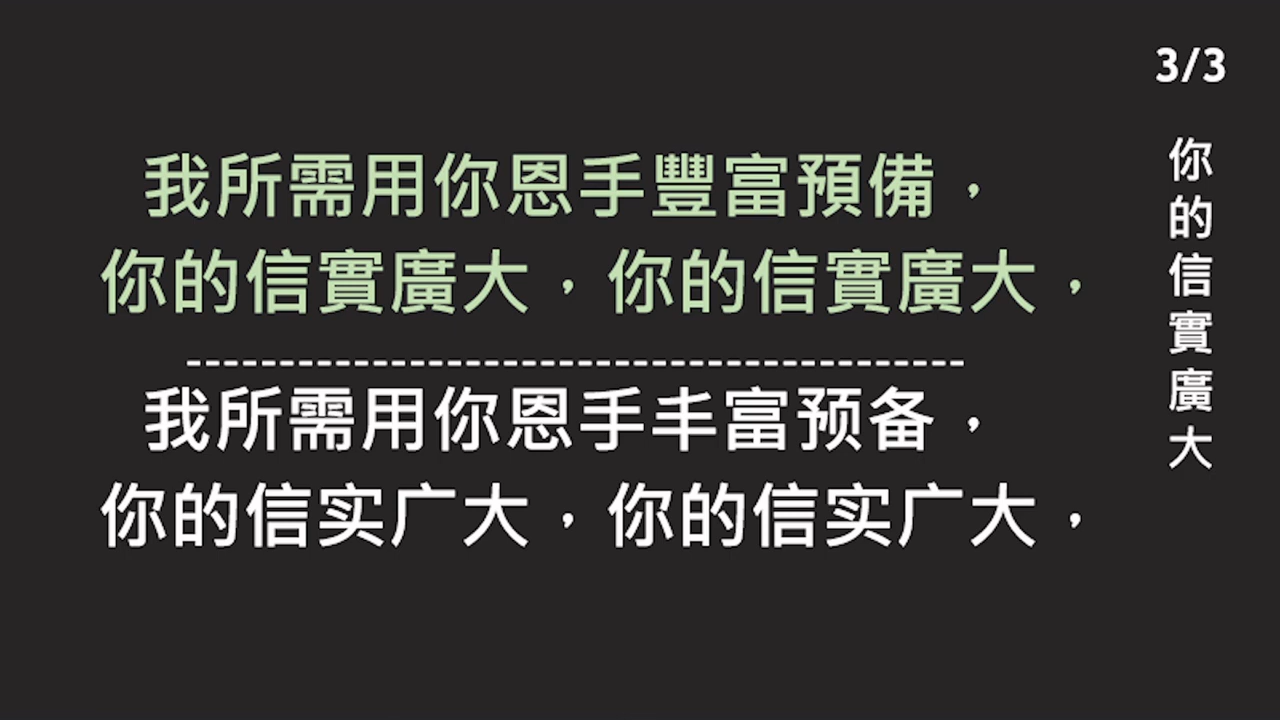 3/3
你的信實廣大
我所需用你恩手豐富預備，
你的信實廣大，你的信實廣大，
------------------------------------------
我所需用你恩手丰富预备，
你的信实广大，你的信实广大，